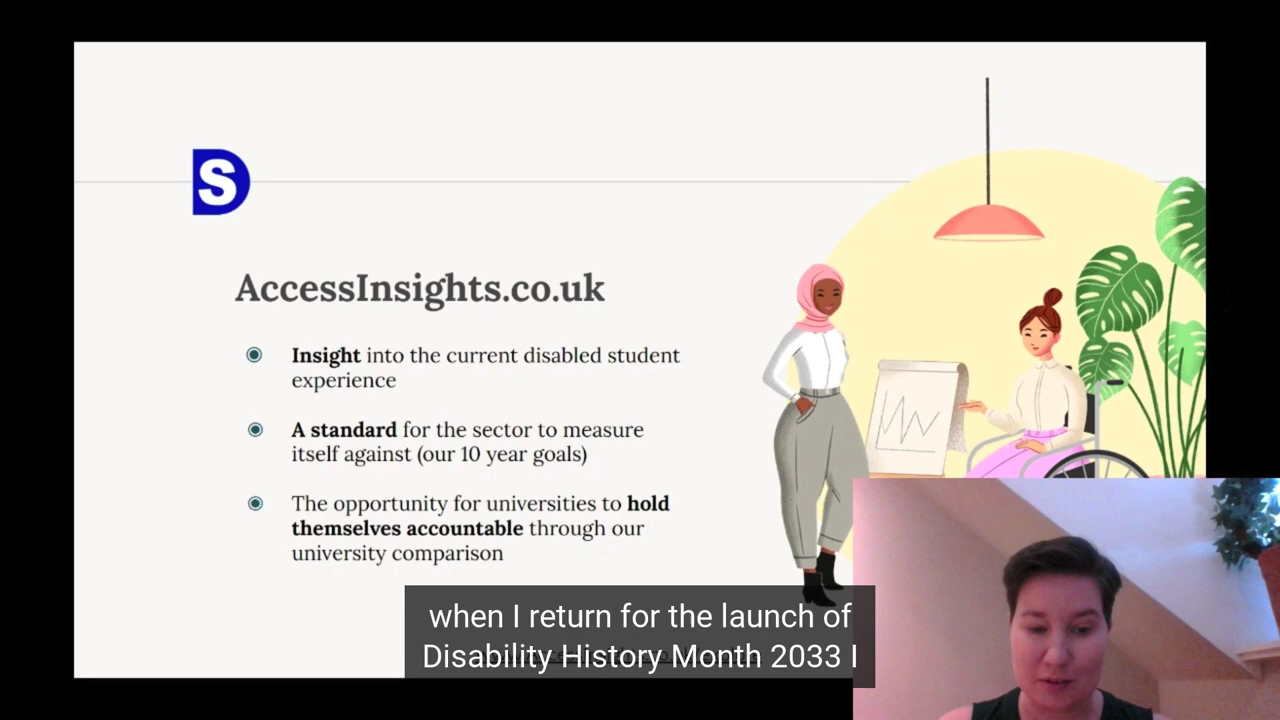 SD
AccessInsights.co.uk
Insight into the current disabled student
experience
A standard for the sector to measure
itself against (our 10 year goals)
The opportunity for universities to hold
themselves accountable through our
university comparison
when I return for the launch of
Disability History Month 2033 I